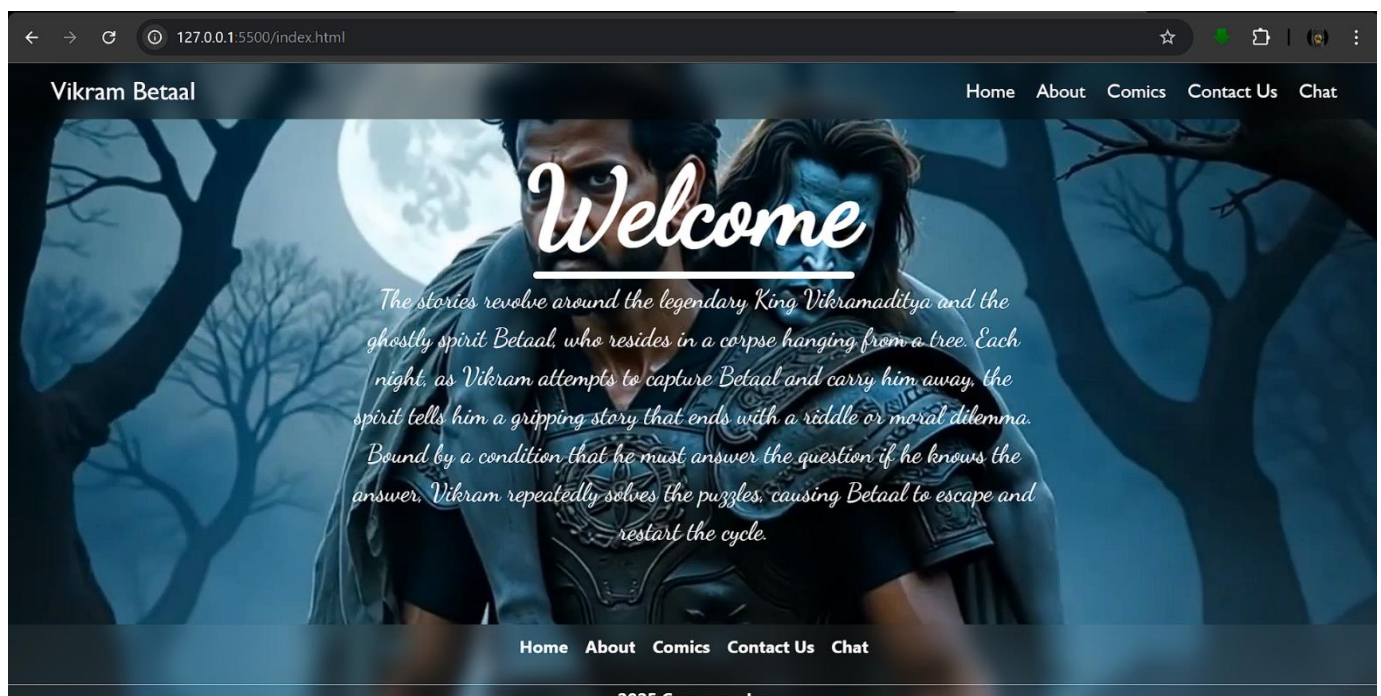 127.0.0.1:5500/index.html
Vikram Betaal
Home About Comics Contact Us Chat
Welcome
The stories revolve around the legendary King Vikramaditya and the
ghostly spirit Betaal, who resides in a corpse hanging from a tree. Each
night, as Vikram attempts to capture Betaal and carry him away, the
spirit tells him a gripping story that ends with a riddle or moral dilemma.
Bound by a condition that he must answer the question if he knows the
answer, Vikram repeatedly solves the puzzles, causing Betaal to escape and
restart the cycle.
Home About Comics Contact Us Chat
2025